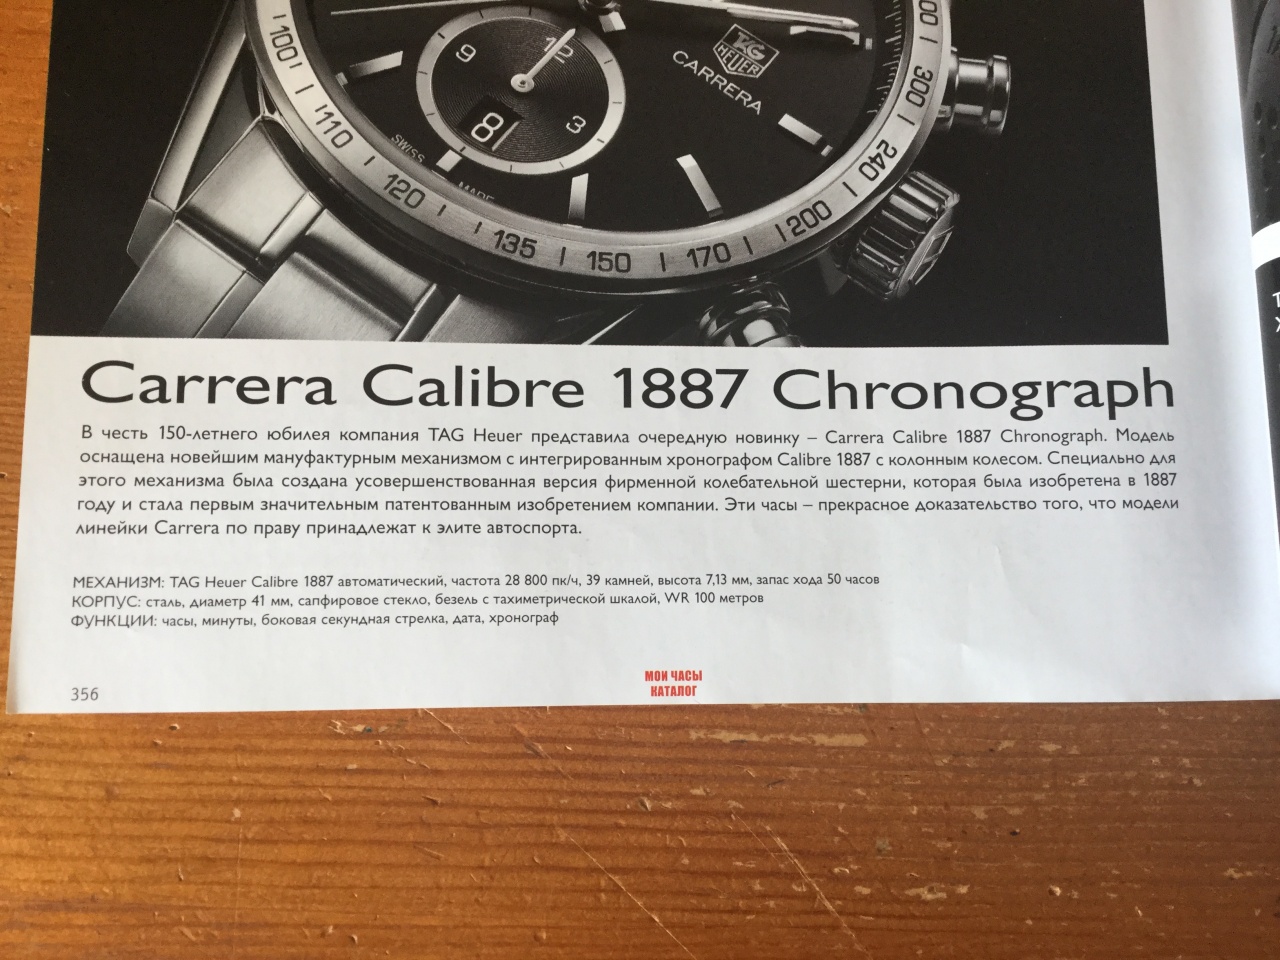 100
110
120
135
150
170
200
240
300
9
12
3
8
SWISS
MADE
TAG
HEUER
CARRERA
Carrera Calibre 1887 Chronograph
В честь 150-летнего юбилея компания TAG Heuer представила очередную новинку – Carrera Calibre 1887 Chronograph. Модель
оснащена новейшим мануфактурным механизмом с интегрированным хронографом Calibre 1887 с колонным колесом. Специально для
этого механизма была создана усовершенствованная версия фирменной колебательной шестерни, которая была изобретена в 1887
году и стала первым значительным патентованным изобретением компании. Эти часы – прекрасное доказательство того, что модели
линейки Carrera по праву принадлежат к элите автоспорта.
МЕХАНИЗМ: TAG Heuer Calibre 1887 автоматический, частота 28 800 пк/ч, 39 камней, высота 7,13 мм, запас хода 50 часов
КОРПУС: сталь, диаметр 41 мм, сапфировое стекло, безель с тахиметрической шкалой, WR 100 метров
ФУНКЦИИ: часы, минуты, боковая секундная стрелка, дата, хронограф
356
МОИ ЧАСЫ
КАТАЛОГ